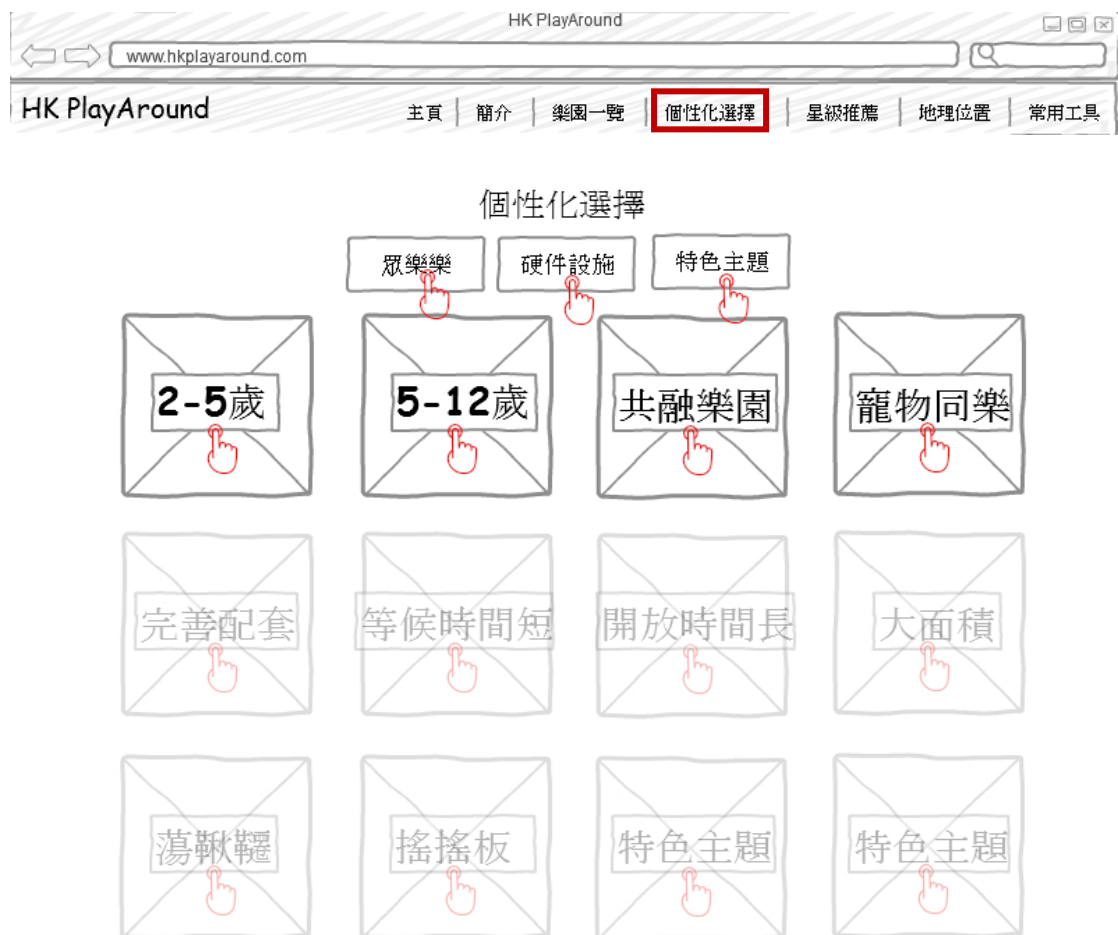 HK PlayAround
www.hkplayaround.com
HK PlayAround 主頁 簡介 樂園一覽 個性化選擇 星級推薦 地理位置 常用工具
個性化選擇
眾樂樂 硬件設施 特色主題
2-5歲 5-12歲 共融樂園 寵物同樂
完善配套 等候時間短 開放時間長 大面積
蕩鞦韆 搖搖板 特色主題 特色主題